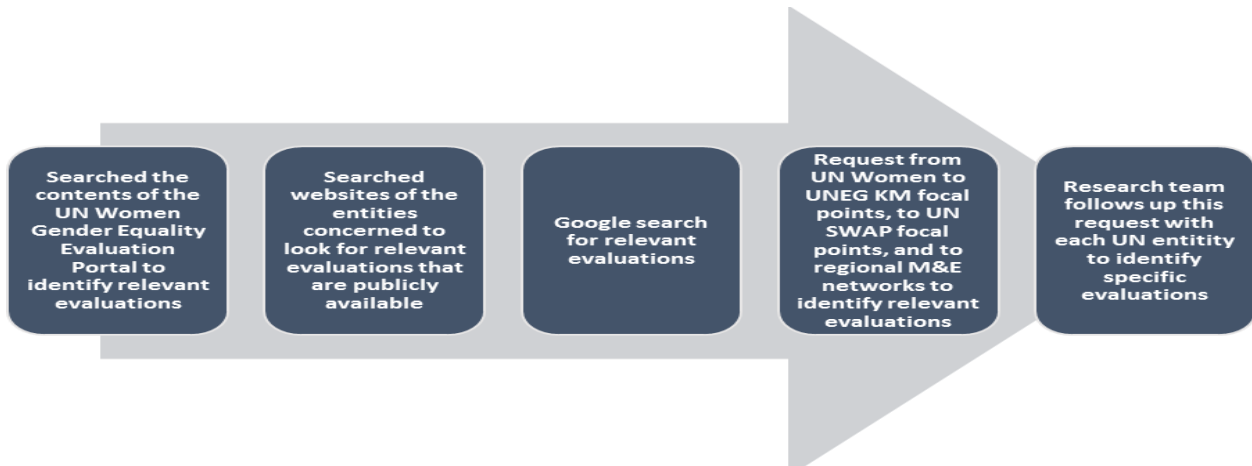 Searched the
contents of the
UN Women
Gender Equality
Evaluation
Portal to
identify relevant
evaluations
Searched
websites of the
entities
concerned to
look for relevant
evaluations that
are publicly
available
Google search
for relevant
evaluations
Request from
UN Women to
UNEG KM focal
points, to UN
SWAP focal
points, and to
regional M&E
networks to
identify relevant
evaluations
Research team
follows up this
request with
each UN entitity
to identify
specific
evaluations